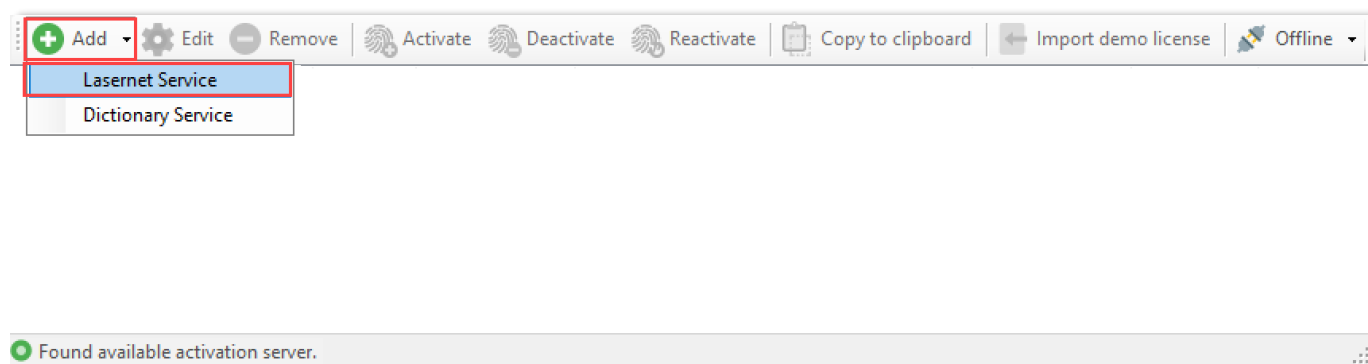 Add Edit Remove Activate Deactivate Reactivate Copy to clipboard Import demo license Offline
Lasernet Service
Dictionary Service
Found available activation server.